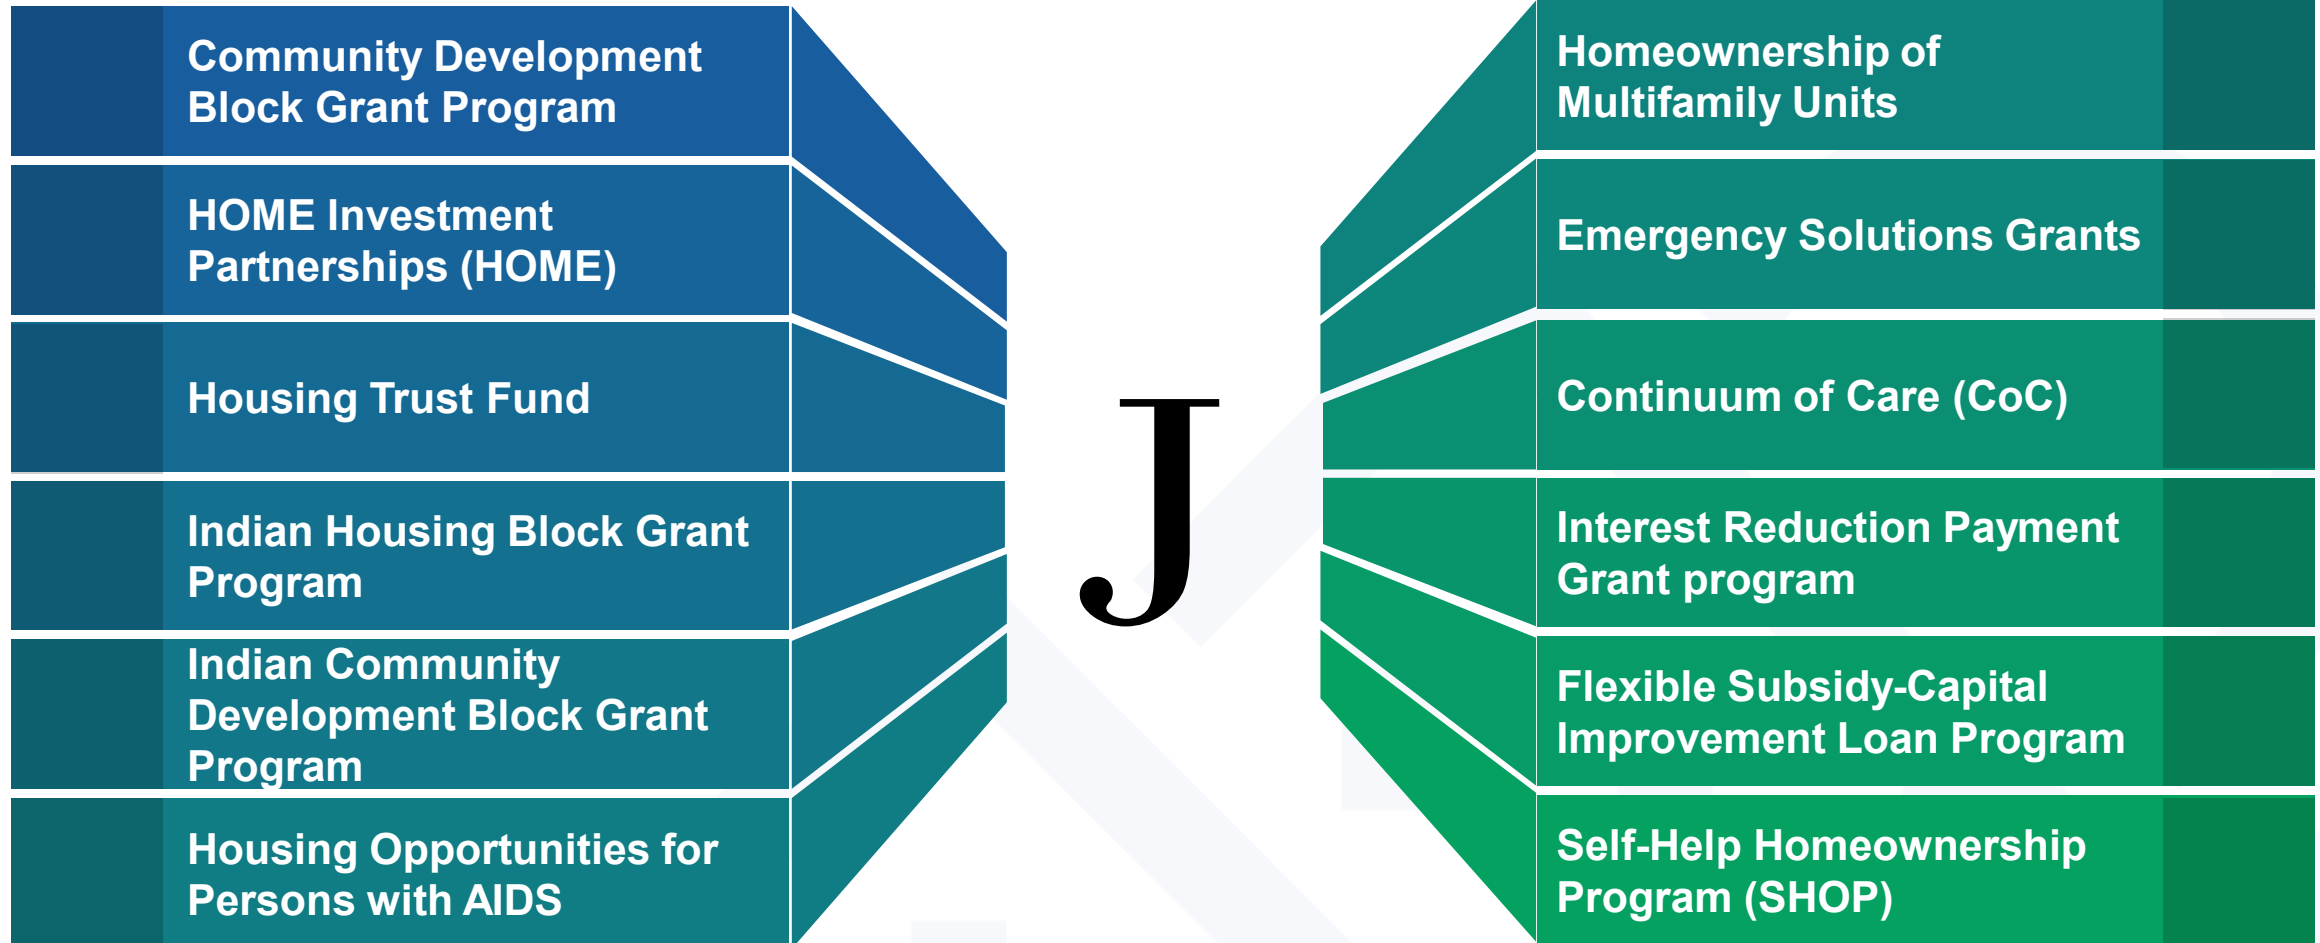 Community Development
Block Grant Program
HOME Investment
Partnerships (HOME)
Housing Trust Fund
Indian Housing Block Grant
Program
Indian Community
Development Block Grant
Program
Housing Opportunities for
Persons with AIDS
J
Homeownership of
Multifamily Units
Emergency Solutions Grants
Continuum of Care (CoC)
Interest Reduction Payment
Grant program
Flexible Subsidy-Capital
Improvement Loan Program
Self-Help Homeownership
Program (SHOP)